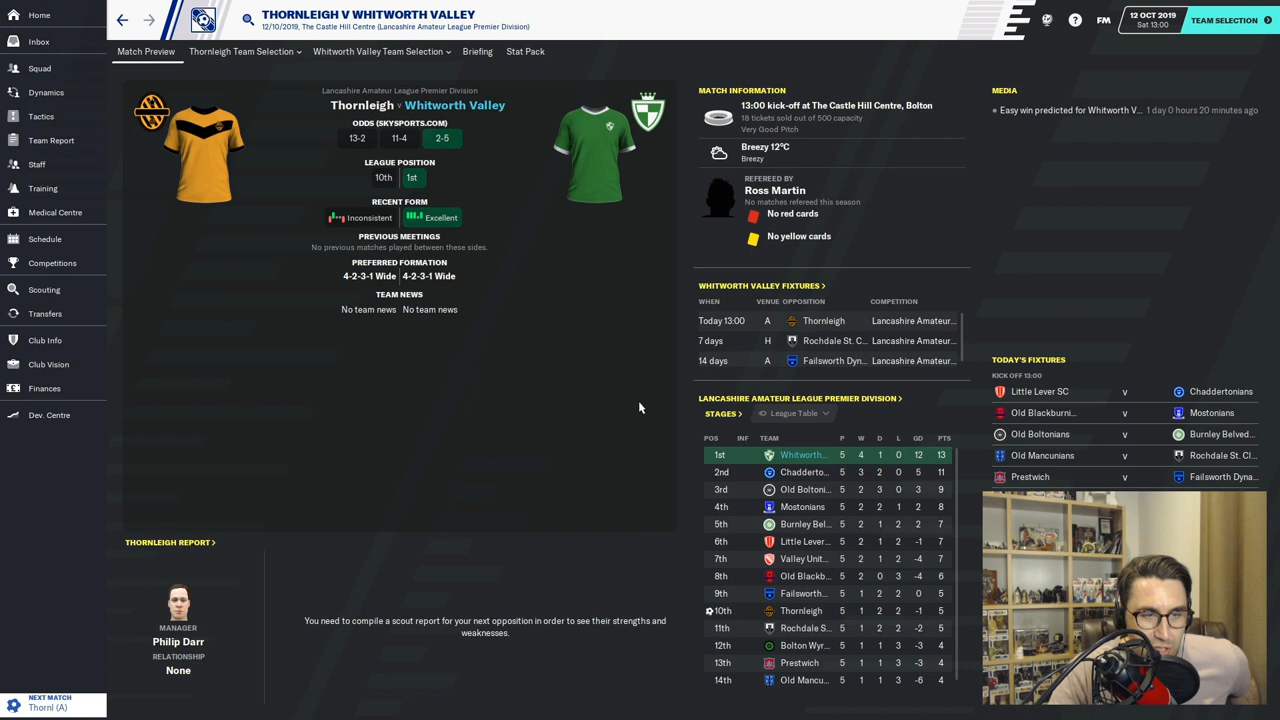 Home
Inbox
Squad
Dynamics
Tactics
Team Report
Staff
Training
Medical Centre
Schedule
Competitions
Scouting
Transfers
Club Info
Club Vision
Finances
Dev. Centre
NEXT MATCH
Thornl (A)
THORNLEIGH V WHITWORTH VALLEY
12/10/2019, The Castle Hill Centre (Lancashire Amateur League Premier Division)
FM
12 OCT 2019
Sat 13:00
TEAM SELECTION
Match Preview Thornleigh Team Selection Whitworth Valley Team Selection Briefing Stat Pack
Lancashire Amateur League Premier Division
Thornleigh v Whitworth Valley
ODDS (SKYSPORTS.COM)
13-2 11-4 2-5
LEAGUE POSITION
10th 1st
RECENT FORM
Inconsistent Excellent
PREVIOUS MEETINGS
No previous matches played between these sides.
PREFERRED FORMATION
4-2-3-1 Wide 4-2-3-1 Wide
TEAM NEWS
No team news No team news
THORNLEIGH REPORT >
MANAGER
Philip Darr
RELATIONSHIP
None
You need to compile a scout report for your next opposition in order to see their strengths and
weaknesses.
MATCH INFORMATION
13:00 kick-off at The Castle Hill Centre, Bolton
18 tickets sold out of 500 capacity
Very Good Pitch
Breezy 12°C
Breezy
REFEREED BY
Ross Martin
No matches refereed this season
No red cards
No yellow cards
WHITWORTH VALLEY FIXTURES >
WHEN VENUE OPPOSITION COMPETITION
Today 13:00 A Thornleigh Lancashire Amateur...
7 days H Rochdale St. C... Lancashire Amateur...
14 days A Failsworth Dyn... Lancashire Amateur...
LANCASHIRE AMATEUR LEAGUE PREMIER DIVISION >
STAGES > League Table
POS INF TEAM P W D L GD PTS
1st Whitworth... 5 4 1 0 12 13
2nd Chadderto... 5 3 2 0 5 11
3rd Old Boltoni... 5 2 3 0 3 9
4th Mostonians 5 2 2 1 2 8
5th Burnley Bel... 5 2 1 2 2 7
6th Little Lever... 5 2 1 2 -1 7
7th Valley Unit... 5 2 1 2 -4 7
8th Old Blackb... 5 2 0 3 -4 6
9th Failsworth... 5 1 2 2 0 5
10th Thornleigh 5 1 2 2 -1 5
11th Rochdale S... 5 1 2 2 -2 5
12th Bolton Wyr... 5 1 1 3 -3 4
13th Prestwich 5 1 1 3 -3 4
14th Old Mancu... 5 1 1 3 -6 4
MEDIA
Easy win predicted for Whitworth V... 1 day 0 hours 20 minutes ago
TODAY'S FIXTURES
KICK OFF 13:00
Little Lever SC v Chaddertonians
Old Blackburni... v Mostonians
Old Boltonians v Burnley Belved...
Old Mancunians v Rochdale St. Cl...
Prestwich v Failsworth Dyna...